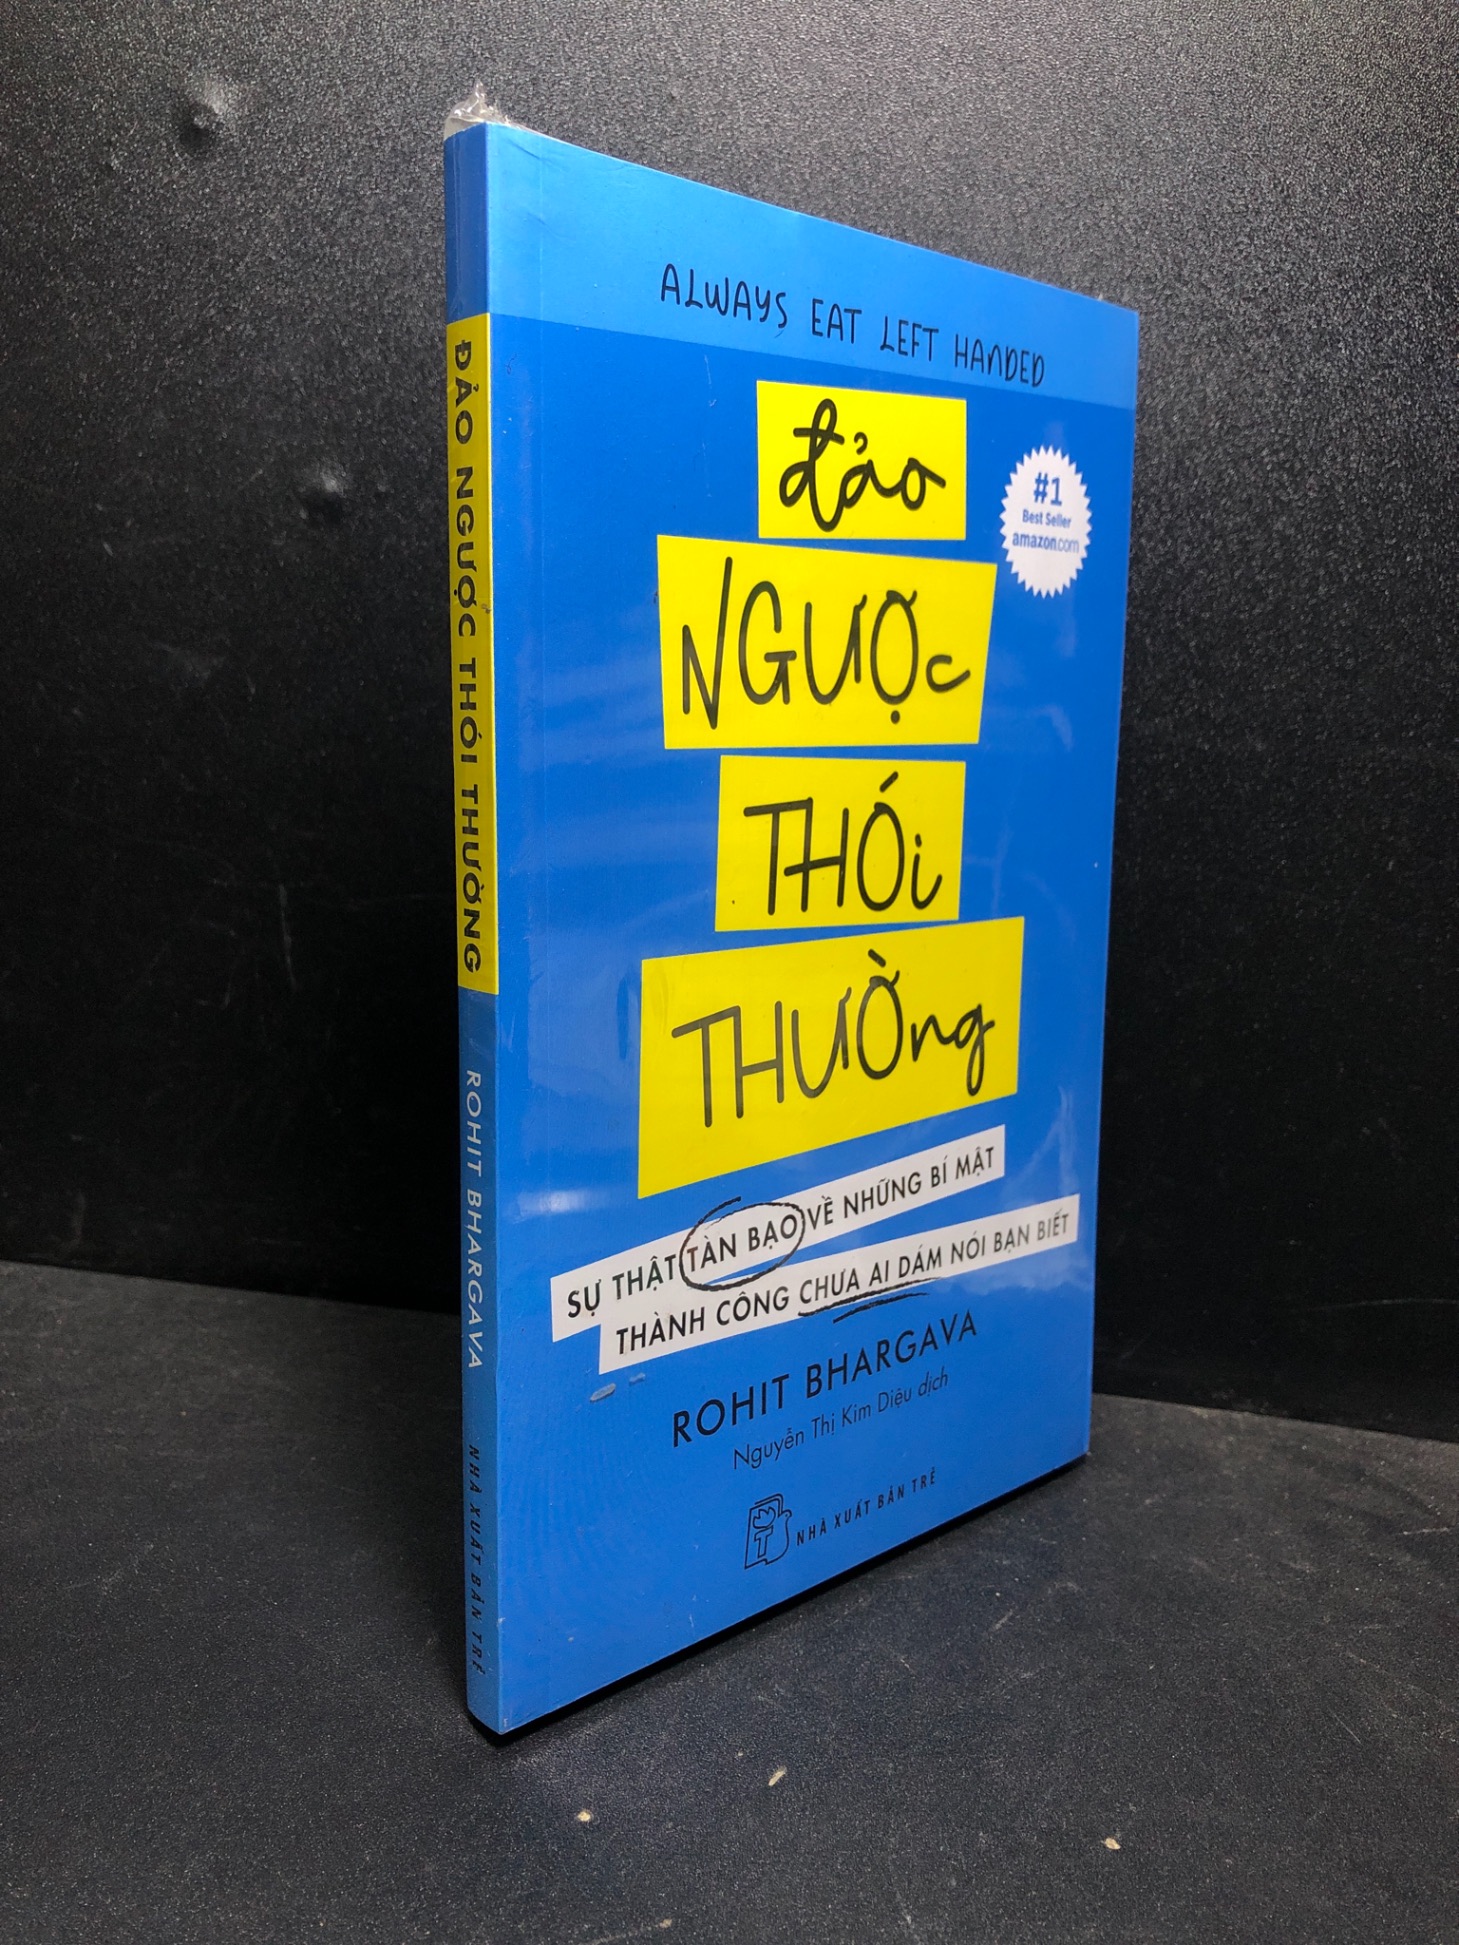 ALWAYS EAT LEFT HANDED
đảo
NGƯỢC
THÓi
THƯỜng
#1
Best Seller
amazon.com
SỰ THẬT TÀN BẠO VỀ NHỮNG BÍ MẬT
THÀNH CÔNG CHƯA AI DÁM NÓI BẠN BIẾT
ROHIT BHARGAVA
Nguyễn Thị Kim Diệu dịch
NHÀ XUẤT BẢN TRẺ
ĐẢO NGƯỢC THÓI THƯỜNG
ROHIT BHARGAVA
NHÀ XUẤT BẢN TRẺ